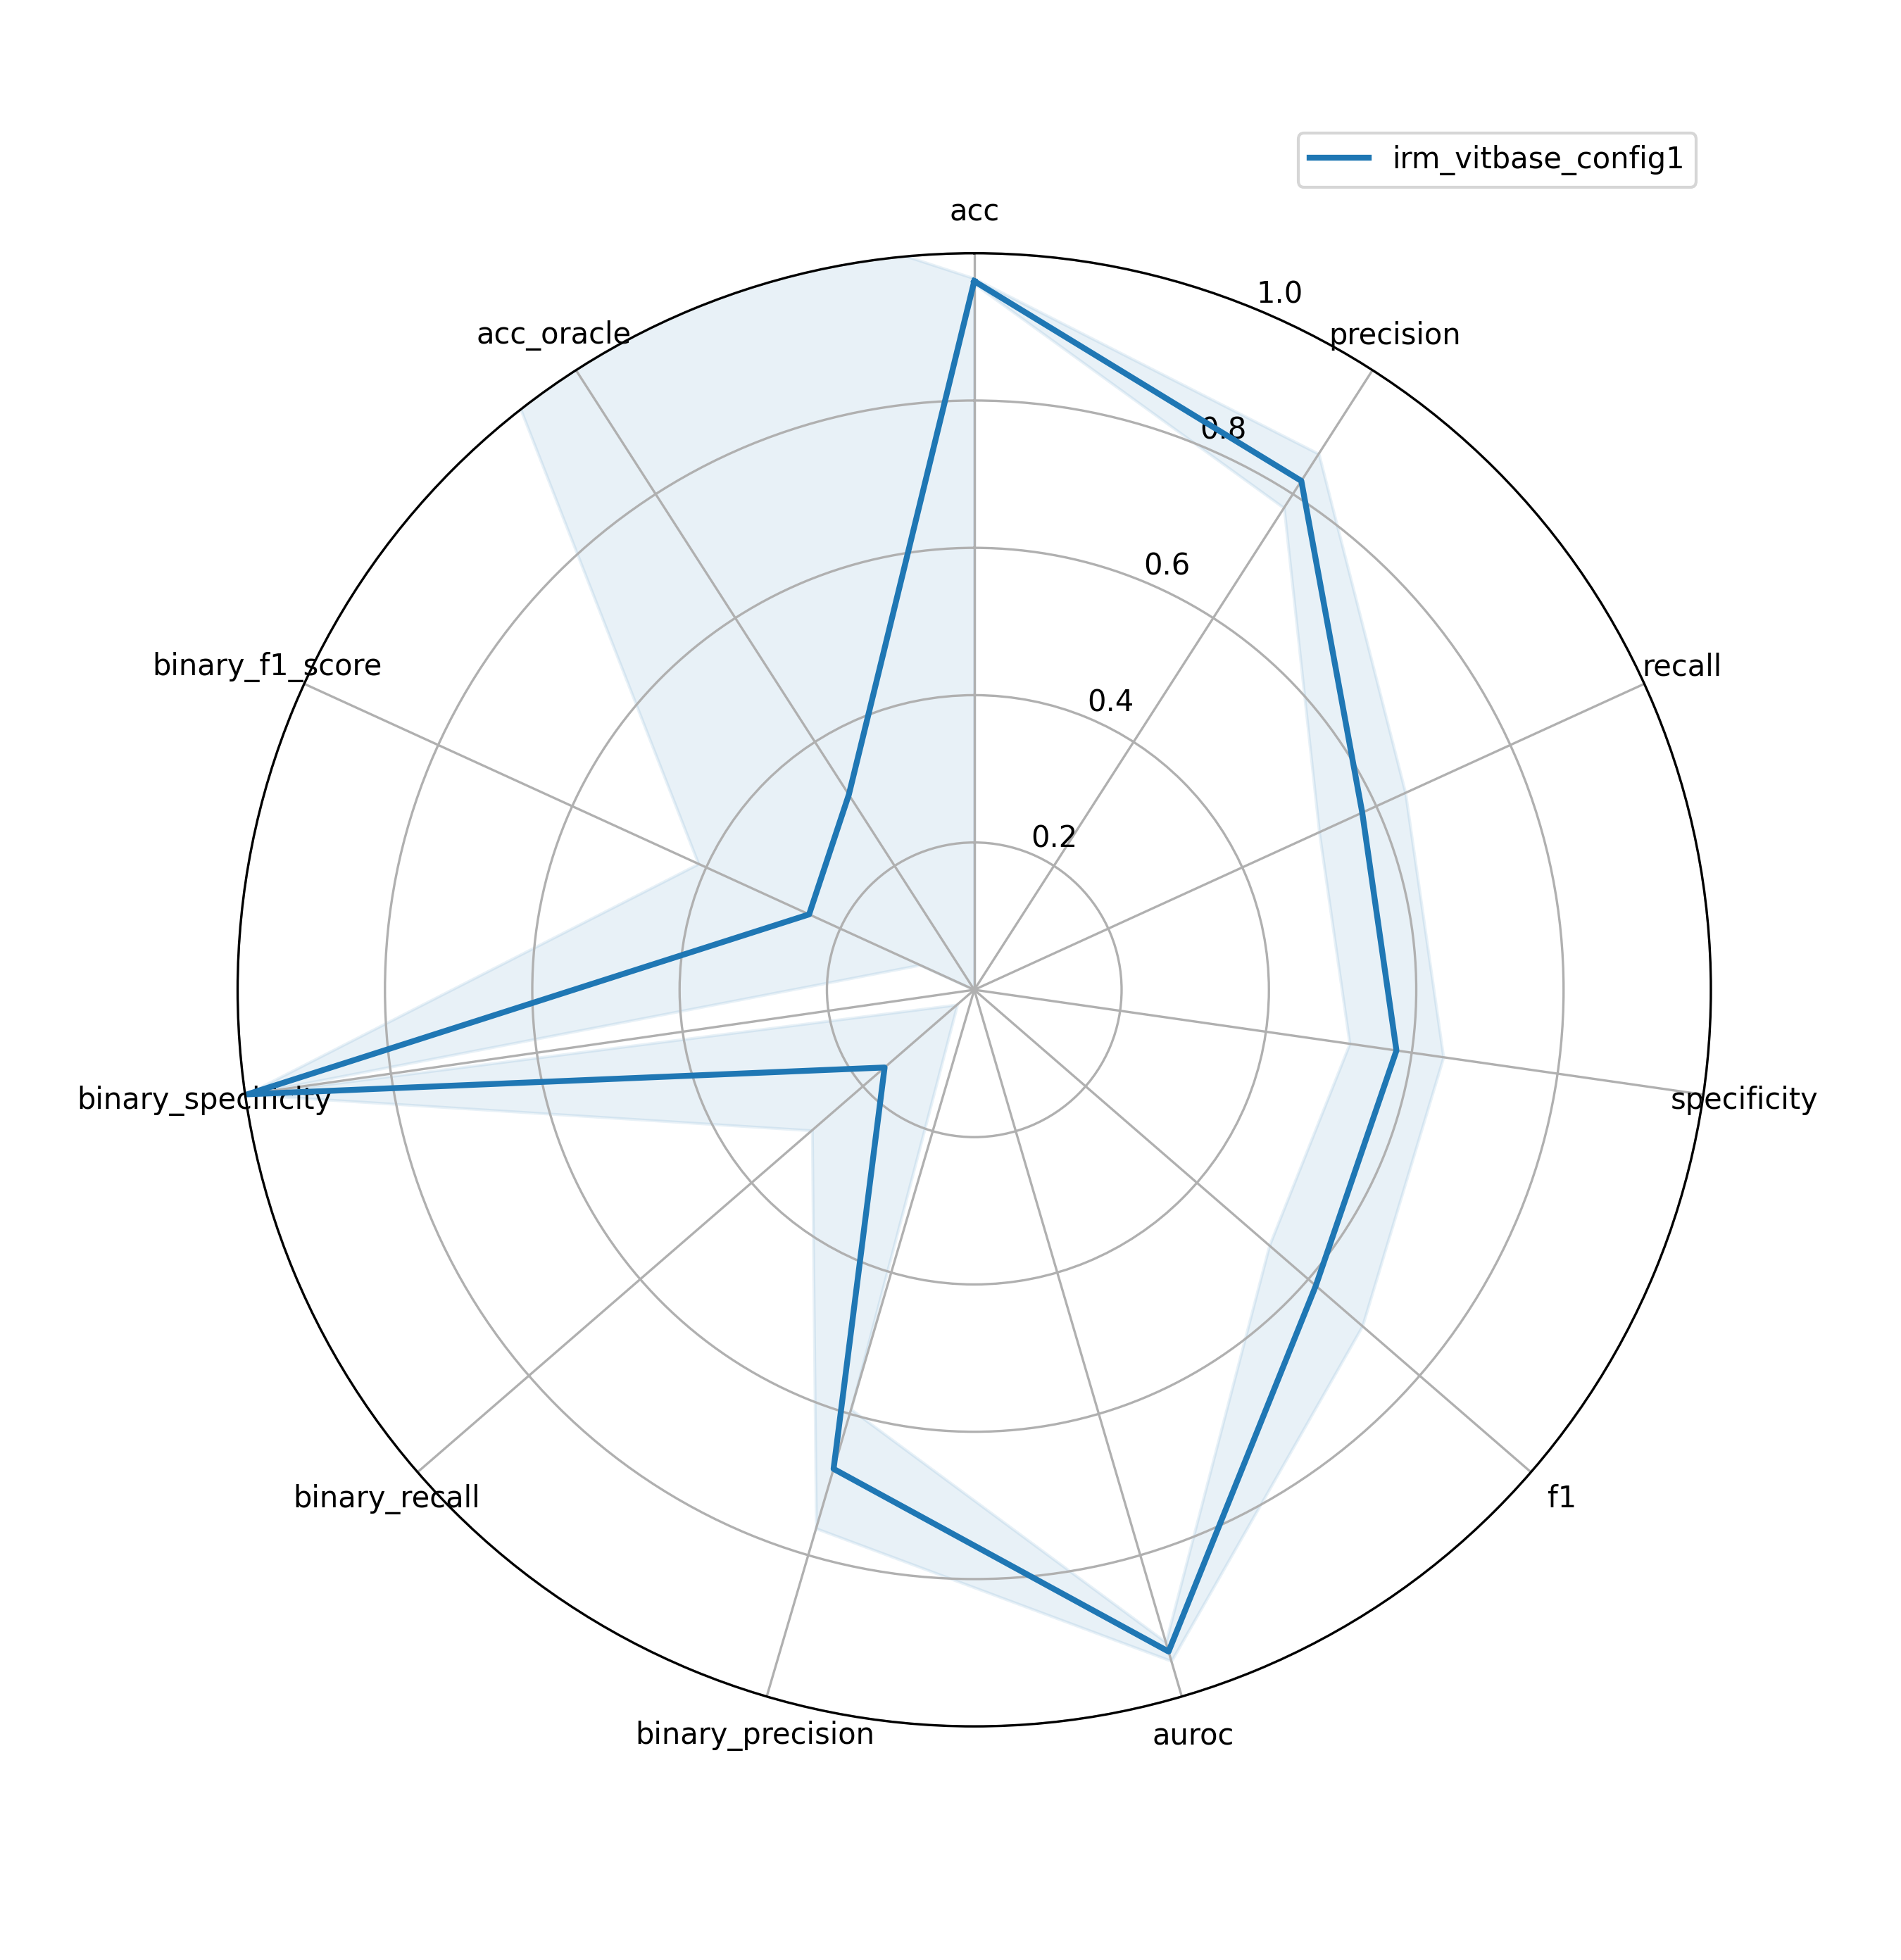 irm_vitbase_config1
acc
1.0
acc_oracle
precision
0.8
0.6
binary_f1_score
recall
0.4
0.2
binary_specificity
specificity
binary_recall
f1
binary_precision
auroc